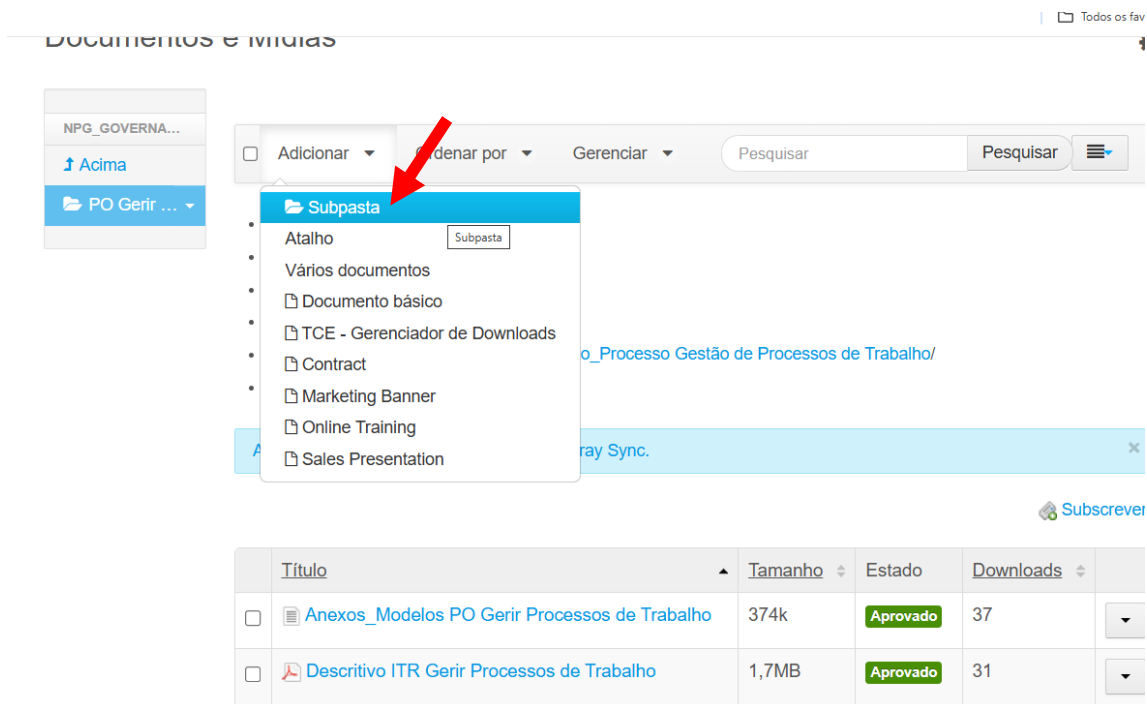 Todos os fav
Documentos e Mídias
NPG_GOVERNA...
Acima
PO Gerir ...
Adicionar
Ordenar por
Gerenciar
Pesquisar
Pesquisar
Subpasta
Atalho
Subpasta
Vários documentos
Documento básico
TCE - Gerenciador de Downloads
Contract
o_Processo Gestão de Processos de Trabalho/
Marketing Banner
Online Training
A
ray Sync.
×
Sales Presentation
Subscrever
Título
Tamanho
Estado
Downloads
Anexos_Modelos PO Gerir Processos de Trabalho
374k
Aprovado
37
Descritivo ITR Gerir Processos de Trabalho
1,7MB
Aprovado
31